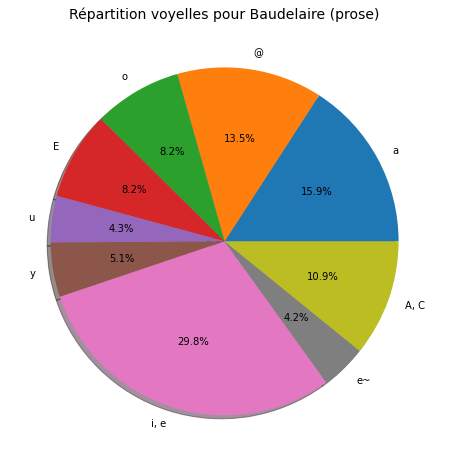 Répartition voyelles pour Baudelaire (prose)
@
o
13.5%
a
E
8.2%
8.2%
15.9%
u
4.3%
y
5.1%
10.9%
A, C
29.8%
4.2%
e~
i, e